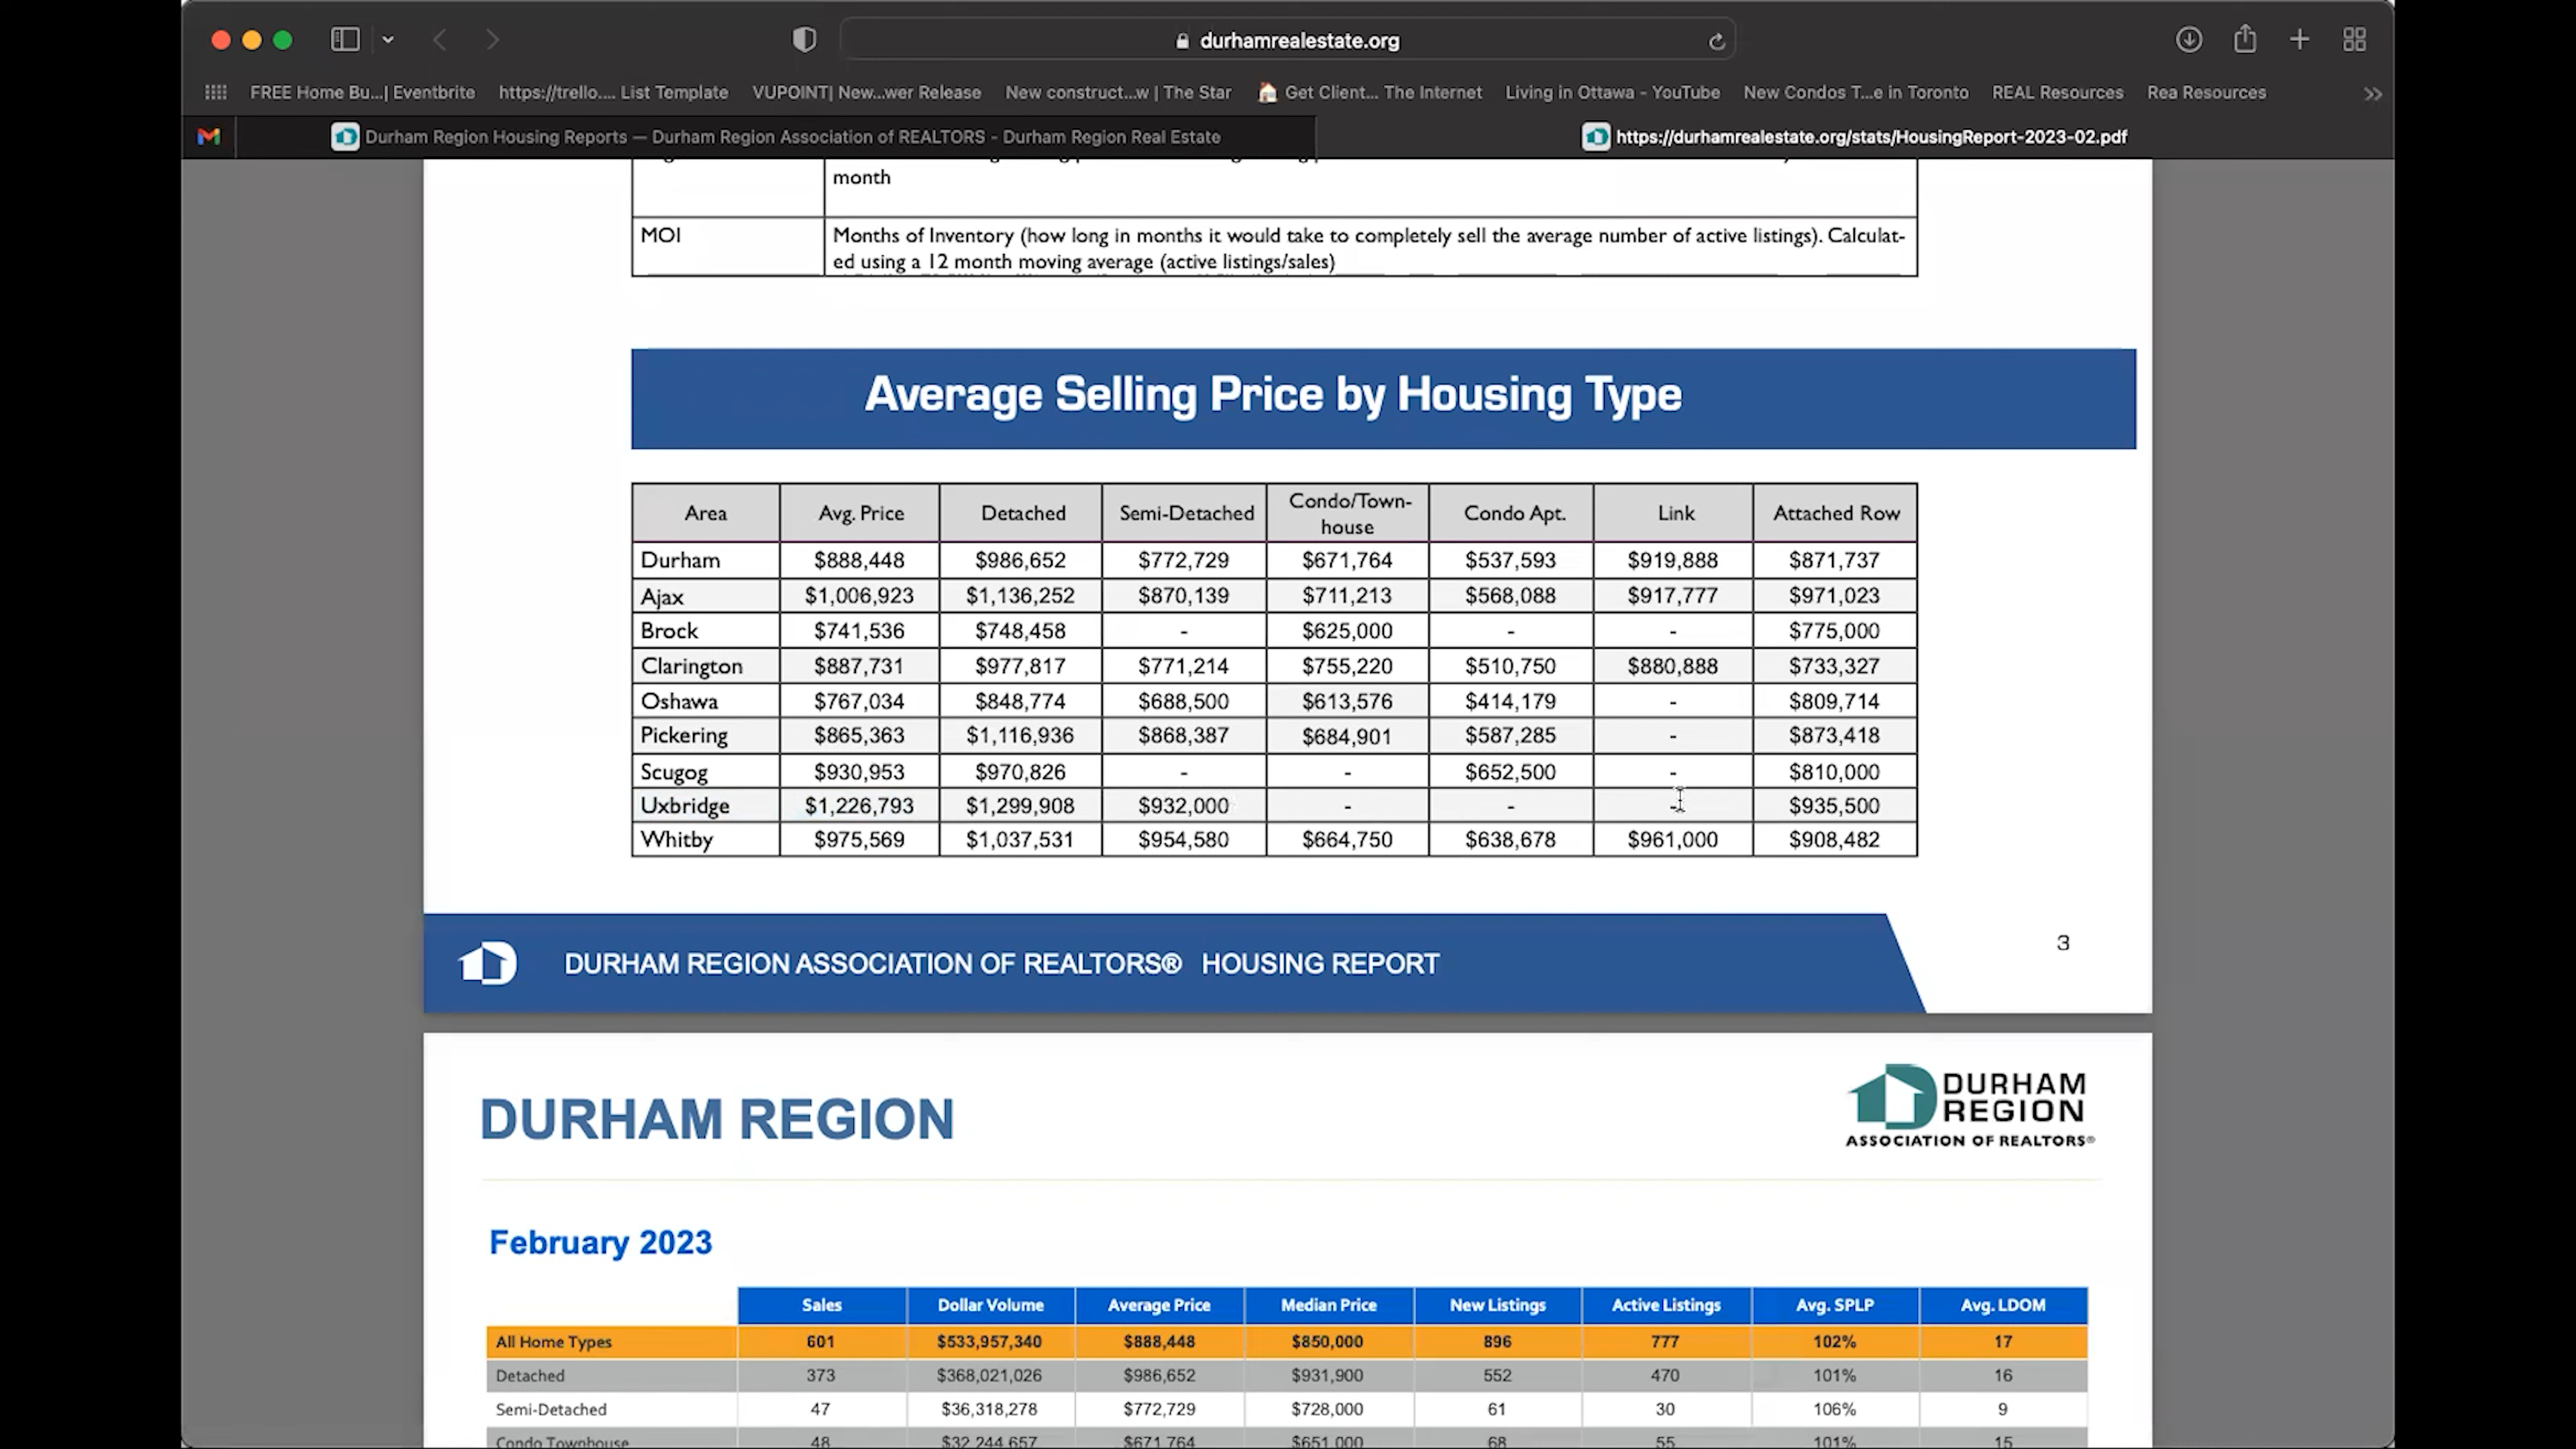 durhamrealestate.org
FREE Home Bu...| Eventbrite https://trello.... List Template VUPOINT| New...wer Release New construct...w | The Star Get Client... The Internet Living in Ottawa - YouTube New Condos T...e in Toronto REAL Resources Rea Resources
Durham Region Housing Reports — Durham Region Association of REALTORS - Durham Region Real Estate https://durhamrealestate.org/stats/HousingReport-2023-02.pdf
month
MOI Months of Inventory (how long in months it would take to completely sell the average number of active listings). Calculat-
ed using a 12 month moving average (active listings/sales)
Average Selling Price by Housing Type
Area Avg. Price Detached Semi-Detached Condo/Town-
house Condo Apt. Link Attached Row
Durham $888,448 $986,652 $772,729 $671,764 $537,593 $919,888 $871,737
Ajax $1,006,923 $1,136,252 $870,139 $711,213 $568,088 $917,777 $971,023
Brock $741,536 $748,458 - $625,000 - - $775,000
Clarington $887,731 $977,817 $771,214 $755,220 $510,750 $880,888 $733,327
Oshawa $767,034 $848,774 $688,500 $613,576 $414,179 - $809,714
Pickering $865,363 $1,116,936 $868,387 $684,901 $587,285 - $873,418
Scugog $930,953 $970,826 - - $652,500 - $810,000
Uxbridge $1,226,793 $1,299,908 $932,000 - - - $935,500
Whitby $975,569 $1,037,531 $954,580 $664,750 $638,678 $961,000 $908,482
DURHAM REGION ASSOCIATION OF REALTORS® HOUSING REPORT
3
DURHAM REGION
DURHAM
REGION
ASSOCIATION OF REALTORS®
February 2023
Sales Dollar Volume Average Price Median Price New Listings Active Listings Avg. SPLP Avg. LDOM
All Home Types 601 $533,957,340 $888,448 $850,000 896 777 102% 17
Detached 373 $368,021,026 $986,652 $931,900 552 470 101% 16
Semi-Detached 47 $36,318,278 $772,729 $728,000 61 30 106% 9
Condo Townhouse 48 $32,244,657 $671,764 $651,000 68 55 101% 15